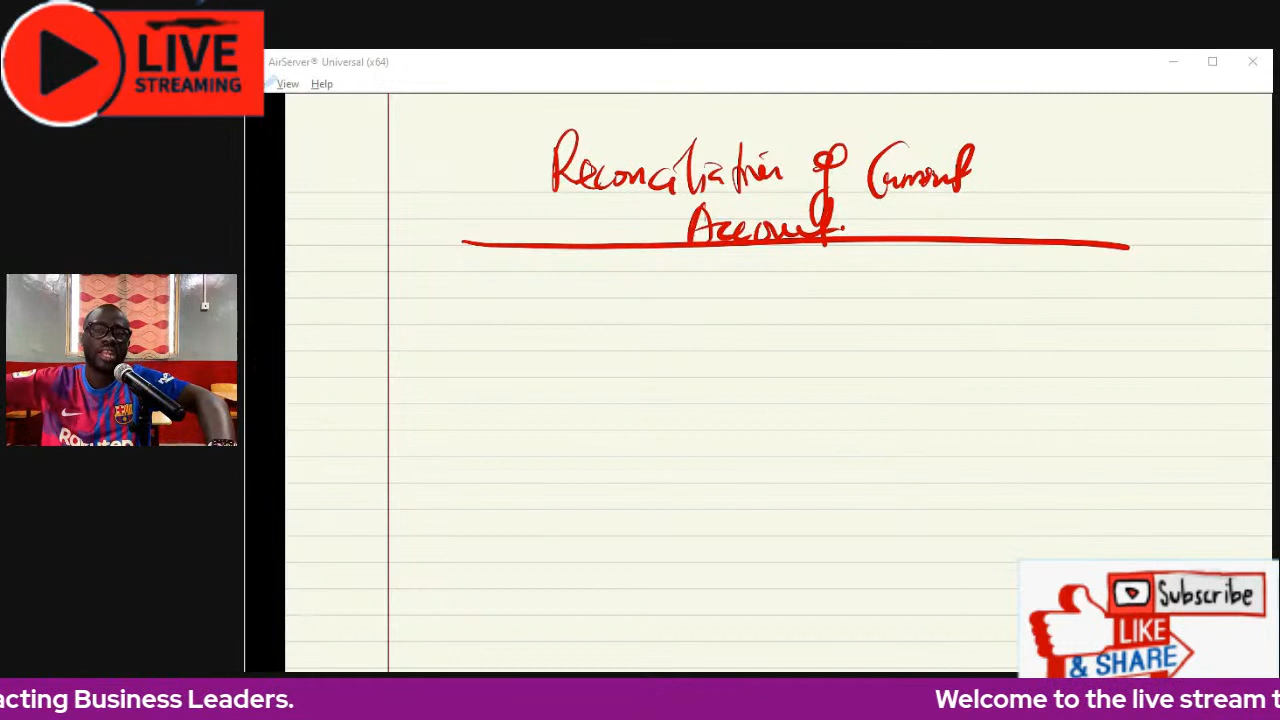 LIVE
STREAMING
AirServer® Universal (x64)
View Help
Reconciliation of Current
Account.
Rakuten
Subscribe
LIKE
& SHARE
acting Business Leaders.
Welcome to the live stream t